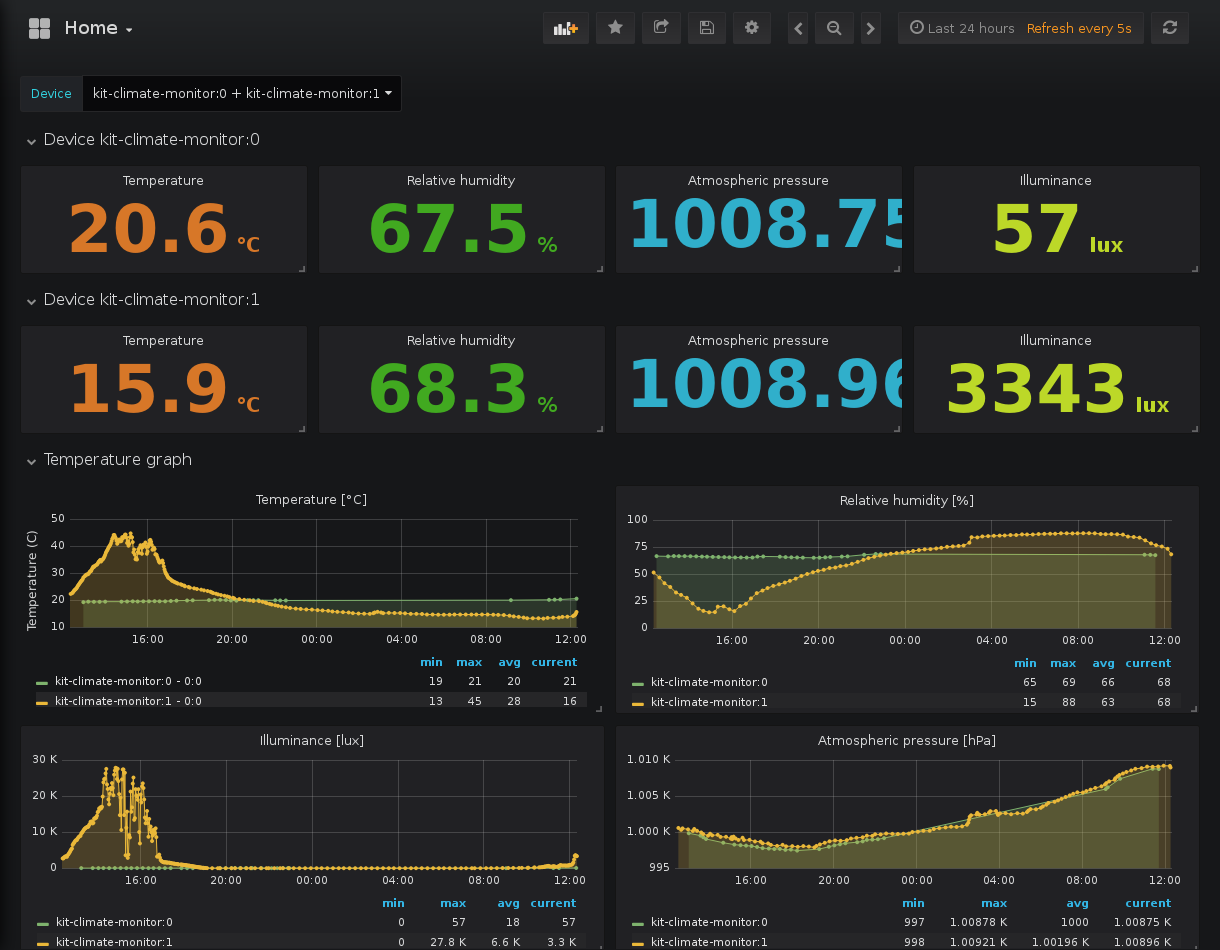 Home
Last 24 hours Refresh every 5s
Device kit-climate-monitor:0 + kit-climate-monitor:1
Device kit-climate-monitor:0
Temperature Relative humidity Atmospheric pressure Illuminance
20.6 °C 67.5 % 1008.75 57 lux
Device kit-climate-monitor:1
Temperature Relative humidity Atmospheric pressure Illuminance
15.9 °C 68.3 % 1008.96 3343 lux
Temperature graph
Temperature [°C]
Temperature (C)
50
40
30
20
10
16:00 20:00 00:00 04:00 08:00 12:00
min max avg current
kit-climate-monitor:0 - 0:0 19 21 20 21
kit-climate-monitor:1 - 0:0 13 45 28 16
Relative humidity [%]
100
75
50
25
0
16:00 20:00 00:00 04:00 08:00 12:00
min max avg current
kit-climate-monitor:0 65 69 66 68
kit-climate-monitor:1 15 88 63 68
Illuminance [lux]
30 K
20 K
10 K
0
16:00 20:00 00:00 04:00 08:00 12:00
min max avg current
kit-climate-monitor:0 0 57 18 57
kit-climate-monitor:1 0 27.8 K 6.6 K 3.3 K
Atmospheric pressure [hPa]
1.010 K
1.005 K
1.000 K
995
16:00 20:00 00:00 04:00 08:00 12:00
min max avg current
kit-climate-monitor:0 997 1.00878 K 1000 1.00875 K
kit-climate-monitor:1 998 1.00921 K 1.00196 K 1.00896 K